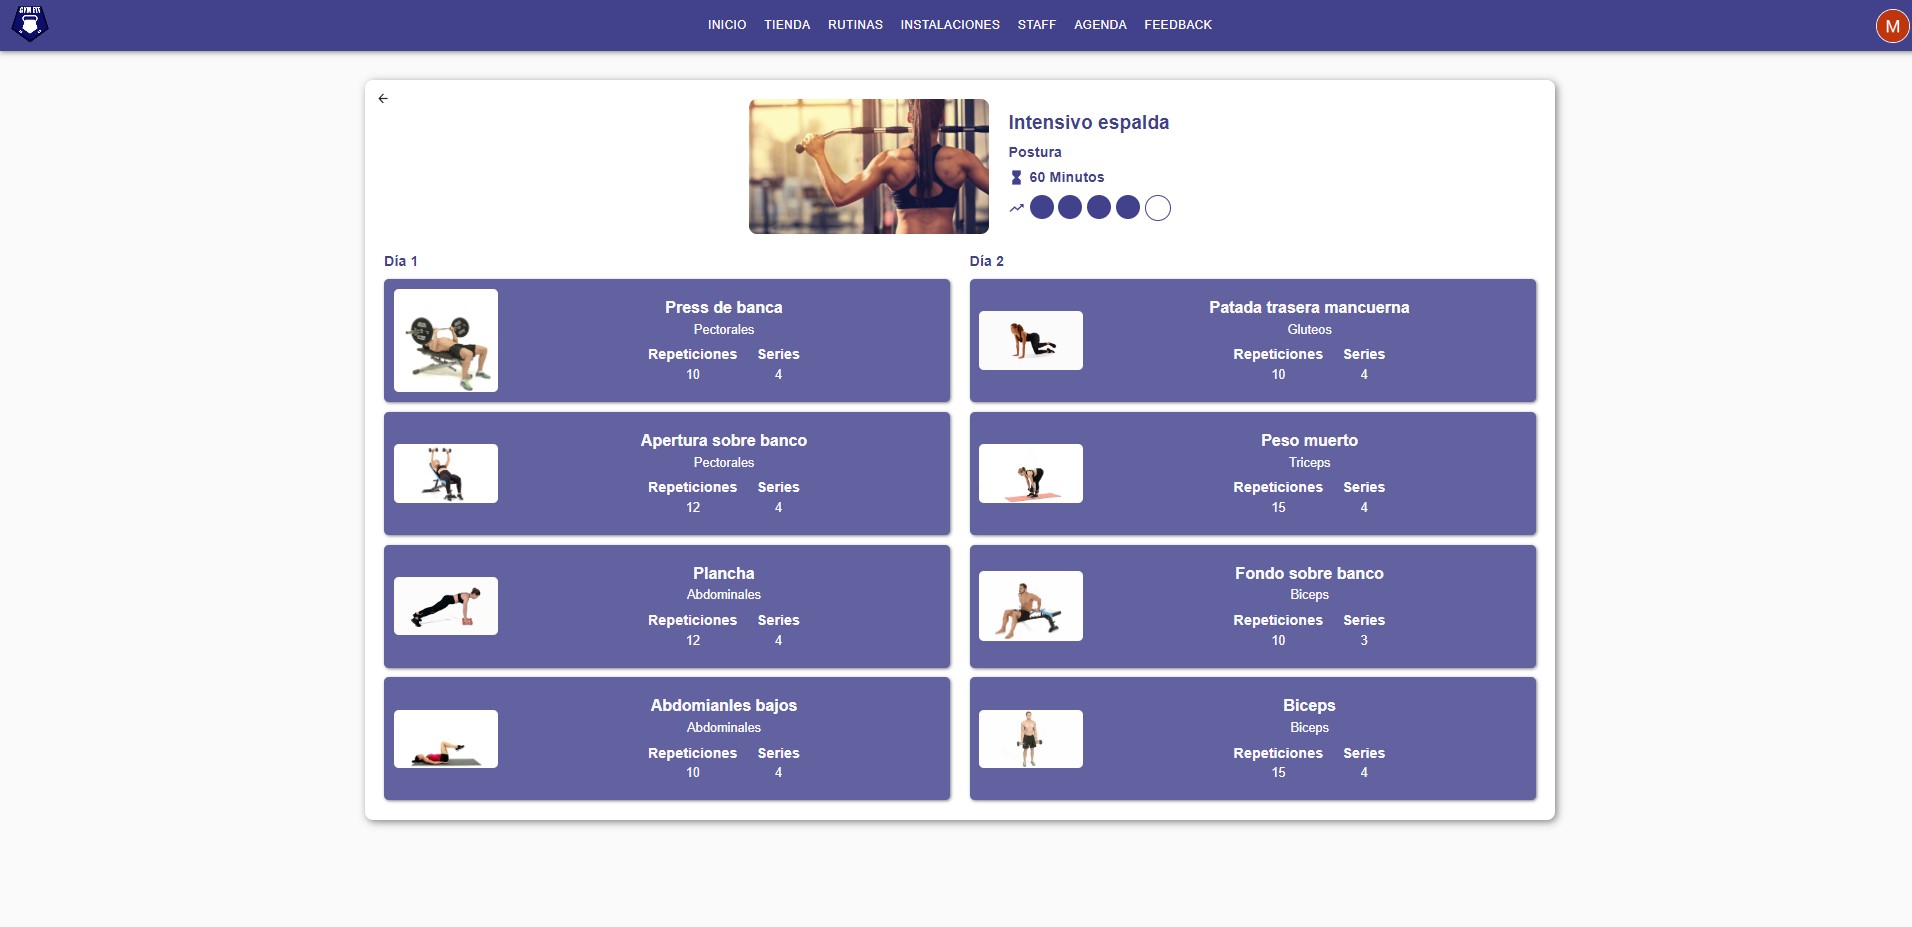 GYM FIT
INICIO TIENDA RUTINAS INSTALACIONES STAFF AGENDA FEEDBACK
M
Intensivo espalda
Postura
60 Minutos
Día 1
Press de banca
Pectorales
Repeticiones Series
10 4
Apertura sobre banco
Pectorales
Repeticiones Series
12 4
Plancha
Abdominales
Repeticiones Series
12 4
Abdomianles bajos
Abdominales
Repeticiones Series
10 4
Día 2
Patada trasera mancuerna
Gluteos
Repeticiones Series
10 4
Peso muerto
Triceps
Repeticiones Series
15 4
Fondo sobre banco
Biceps
Repeticiones Series
10 3
Biceps
Biceps
Repeticiones Series
15 4